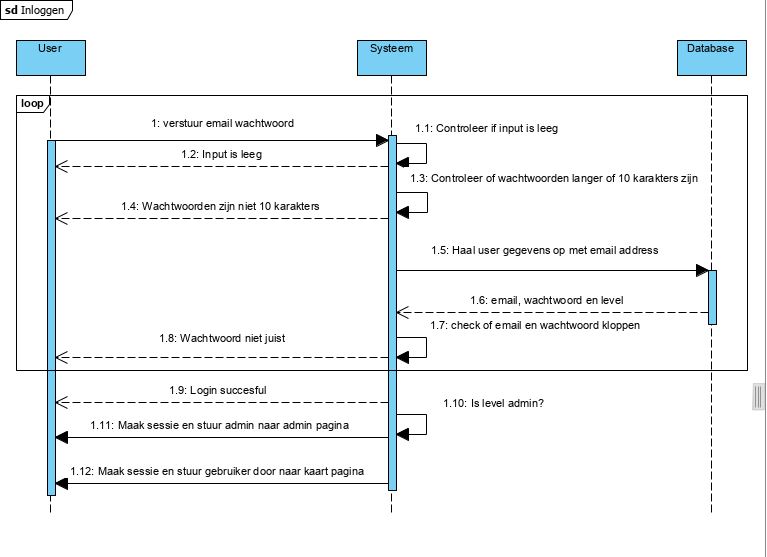 sd Inloggen
User
Systeem
Database
loop
1: verstuur email wachtwoord
1.1: Controleer if input is leeg
1.2: Input is leeg
1.3: Controleer of wachtwoorden langer of 10 karakters zijn
1.4: Wachtwoorden zijn niet 10 karakters
1.5: Haal user gegevens op met email address
1.6: email, wachtwoord en level
1.7: check of email en wachtwoord kloppen
1.8: Wachtwoord niet juist
1.9: Login succesful
1.10: Is level admin?
1.11: Maak sessie en stuur admin naar admin pagina
1.12: Maak sessie en stuur gebruiker door naar kaart pagina